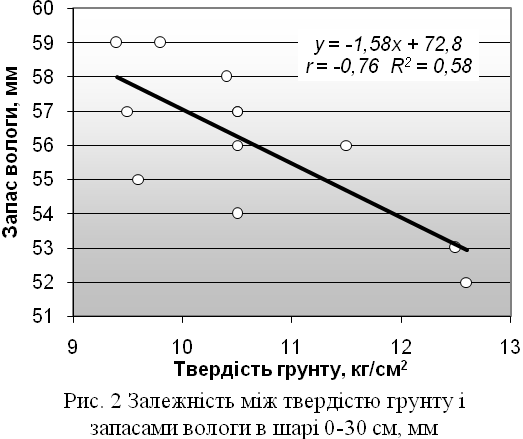 60
59
58
57
56
55
54
53
52
51
Запас вологи, мм
y = -1,58x + 72,8
r = -0,76 R² = 0,58
9 10 11 12 13
Твердість грунту, кг/см²
Рис. 2 Залежність між твердістю грунту і
запасами вологи в шарі 0-30 см, мм